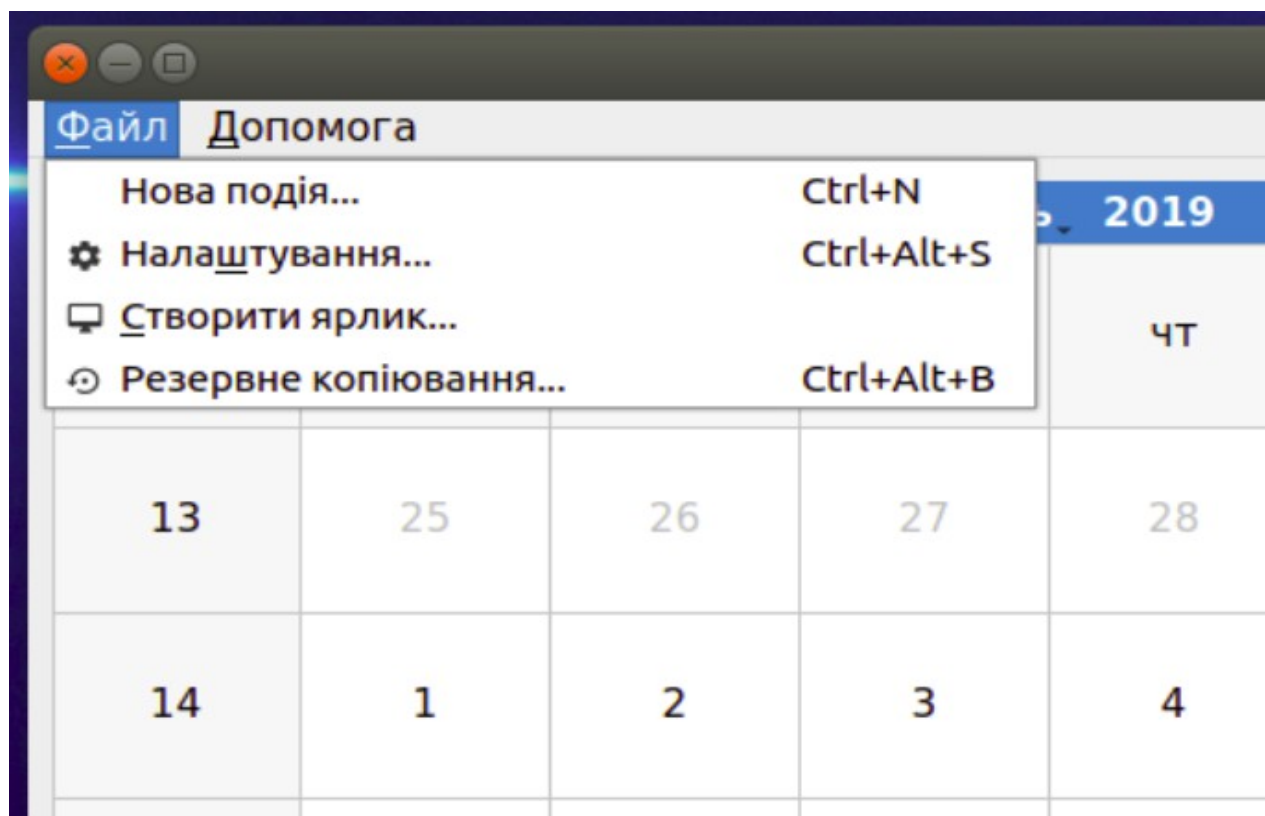 Файл Допомога
Нова подія... Ctrl+N
Налаштування... Ctrl+Alt+S
Створити ярлик...
Резервне копіювання... Ctrl+Alt+B
ь 2019
чт
13 25 26 27 28
14 1 2 3 4